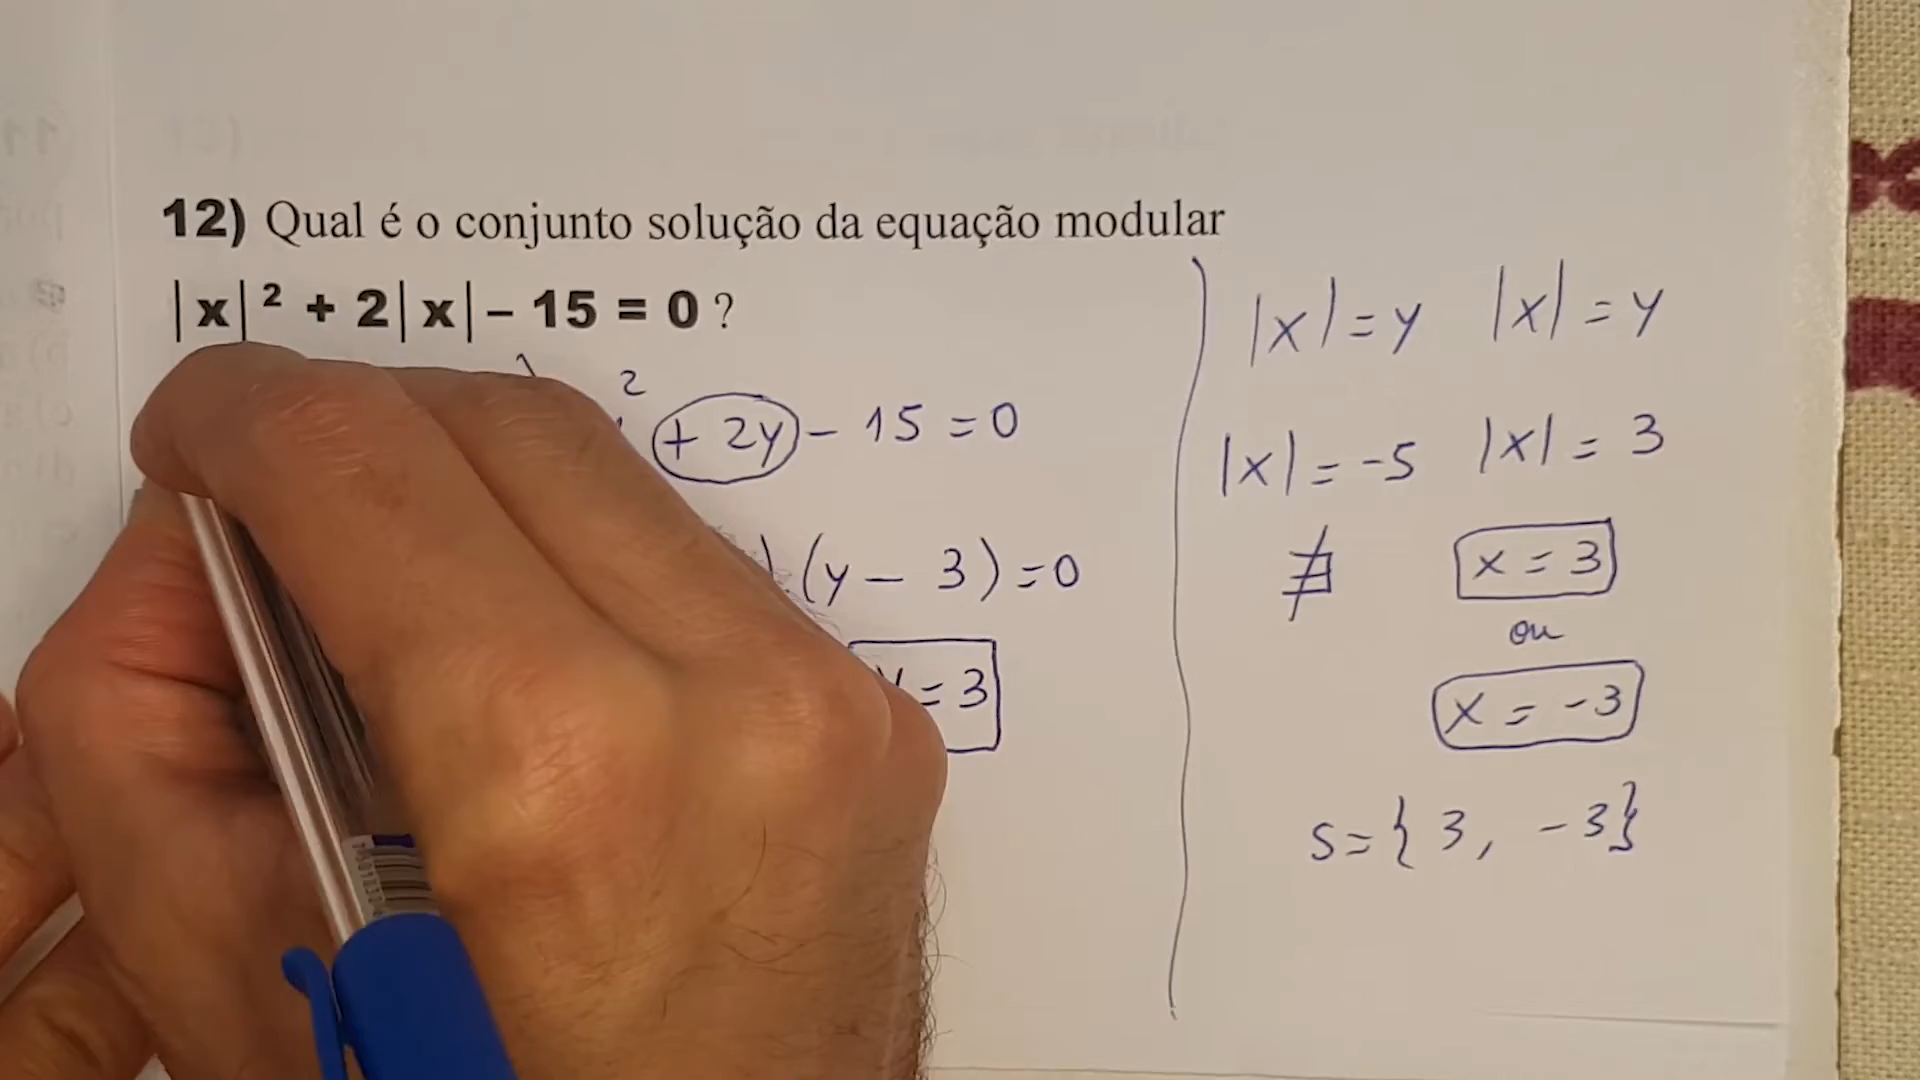 12) Qual é o conjunto solução da equação modular
|x|² + 2|x| – 15 = 0 ?
² + 2y – 15 = 0
) (y – 3) = 0
y = 3
|x| = y |x| = y
|x| = -5 |x| = 3
∄ x = 3
ou
x = -3
S = { 3, -3}